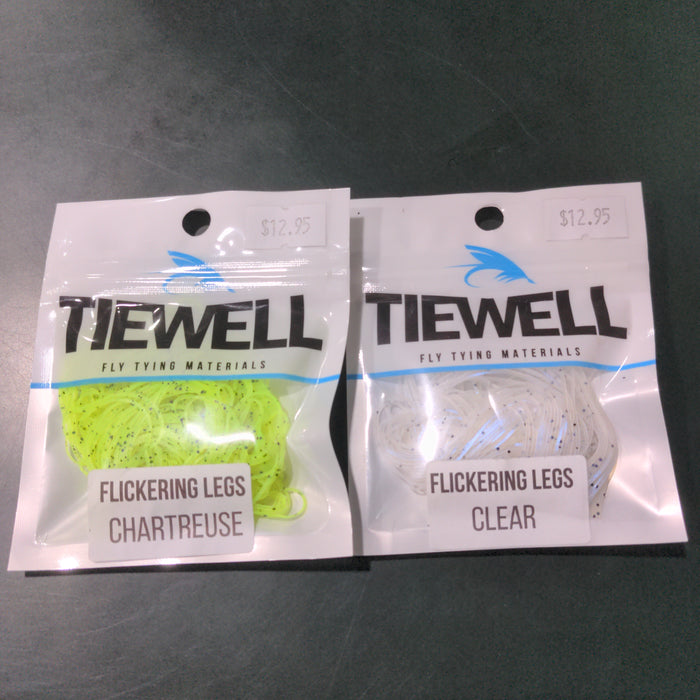 $12.95
TIEWELL
FLY TYING MATERIALS
FLICKERING LEGS
CHARTREUSE
$12.95
TIEWELL
FLY TYING MATERIALS
FLICKERING LEGS
CLEAR